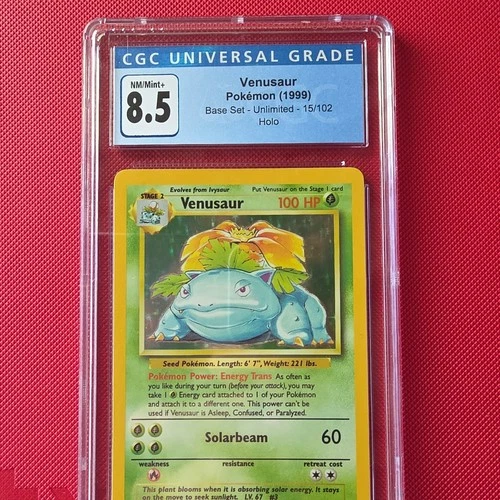 CGC UNIVERSAL GRADE
NM/Mint+
8.5
Venusaur
Pokémon (1999)
Base Set - Unlimited - 15/102
Holo
STAGE 2
Evolves from Ivysaur
Put Venusaur on the Stage 1 card
Venusaur
100 HP
Seed Pokémon. Length: 6' 7", Weight: 221 lbs.
Pokémon Power: Energy Trans As often as
you like during your turn (before your attack), you may
take 1 Energy card attached to 1 of your Pokémon
and attach it to a different one. This power can't be
used if Venusaur is Asleep, Confused, or Paralyzed.
Solarbeam 60
weakness resistance retreat cost
This plant blooms when it is absorbing solar energy. It stays
on the move to seek sunlight. LV. 67 #3